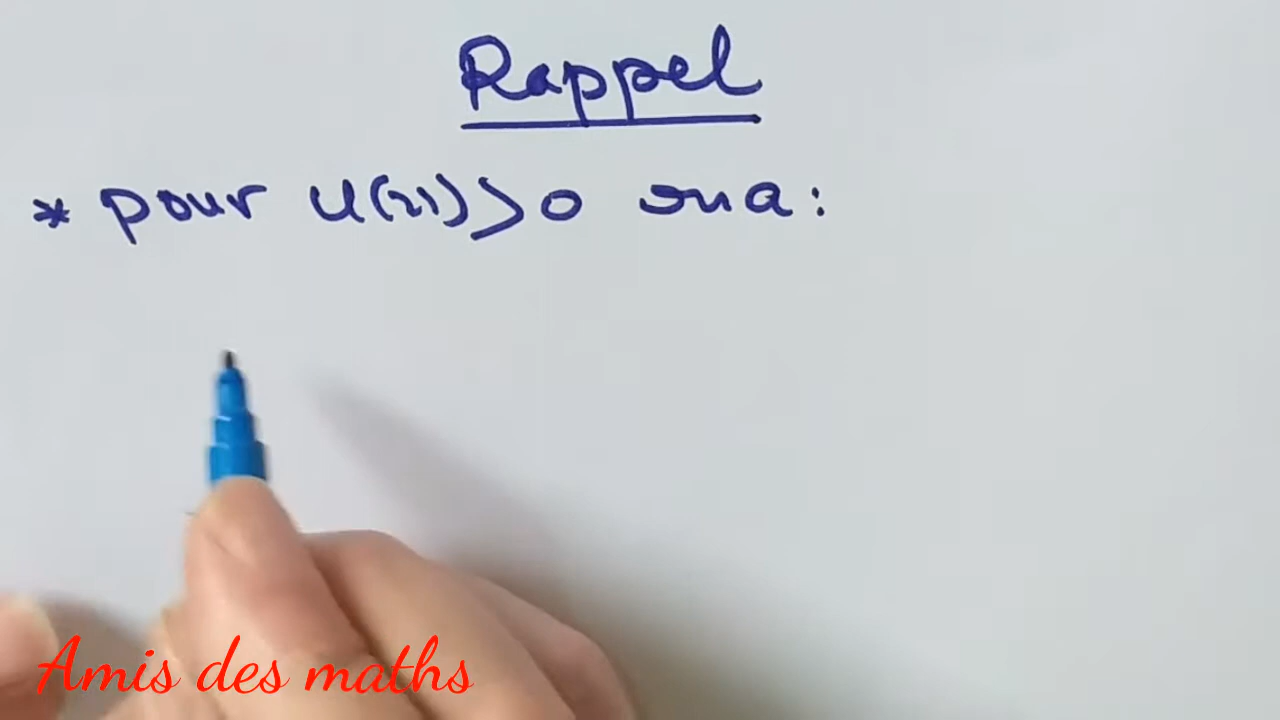 Rappel
* pour U(x) ≥ 0 on a :
Amis des maths